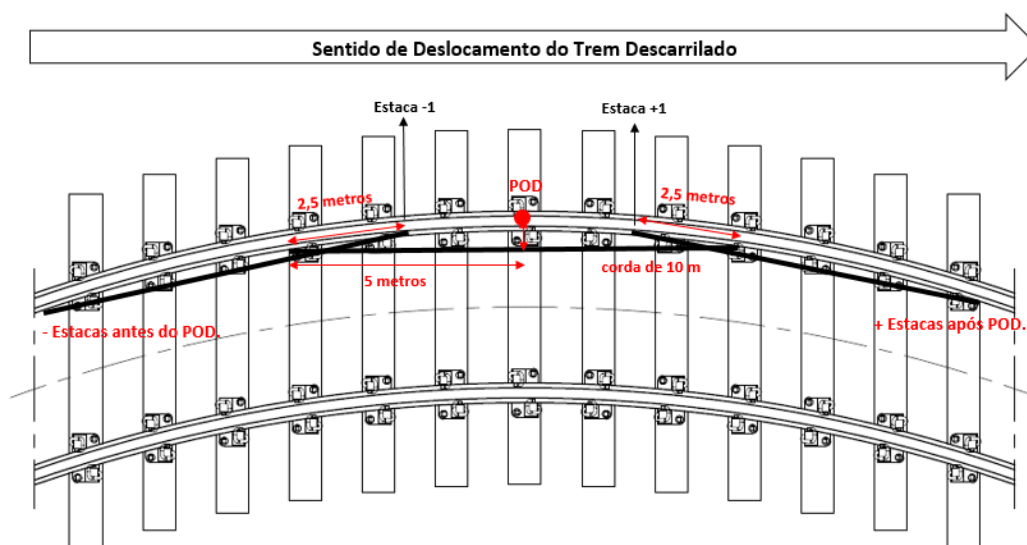 Sentido de Deslocamento do Trem Descarrilado
Estaca -1
Estaca +1
2,5 metros
POD
2,5 metros
5 metros
corda de 10 m
- Estacas antes do POD.
+ Estacas após POD.